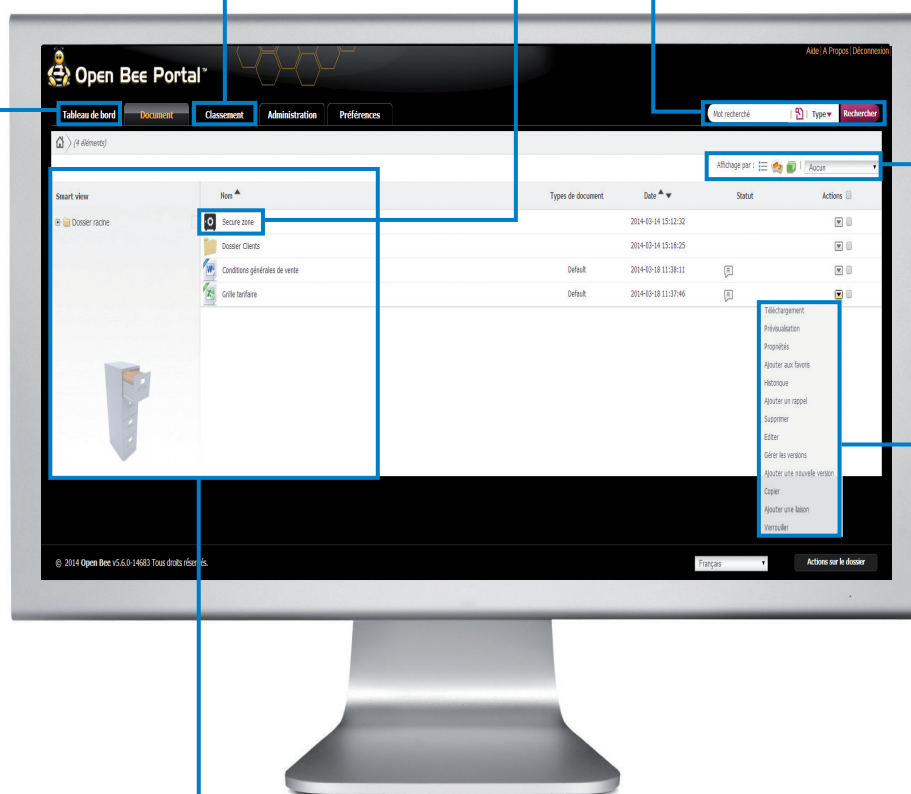 Aide | A Propos | Déconnexion
Open Bee Portal™
Tableau de bord
Document
Classement
Administration
Préférences
Mot recherché
Type
Rechercher
(4 éléments)
Affichage par :
Aucun
Smart view
Nom
Types de document
Date
Statut
Actions
Dossier racine
Secure zone
2014-03-14 15:12:32
Dossier Clients
2014-03-14 15:16:25
Conditions générales de vente
Default
2014-03-18 11:38:11
Grille tarifaire
Default
2014-03-18 11:37:46
Téléchargement
Prévisualisation
Propriétés
Ajouter aux favoris
Historique
Ajouter un rappel
Supprimer
Editer
Gérer les versions
Ajouter une nouvelle version
Copier
Ajouter une liaison
Verrouiller
© 2014 Open Bee v5.6.0-14683 Tous droits réservés.
Français
Actions sur le dossier